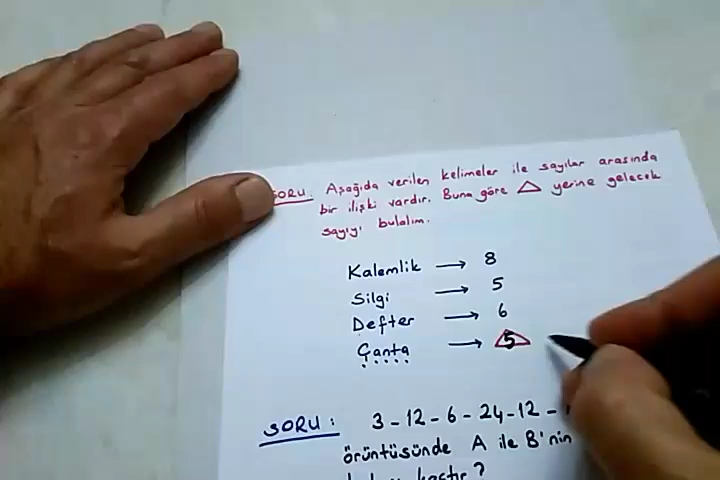 SORU: Aşağıda verilen kelimeler ile sayılar arasında
bir ilişki vardır. Buna göre △ yerine gelecek
sayıyı bulalım.
Kalemlik → 8
Silgi → 5
Defter → 6
Çanta → 5
SORU: 3-12-6-24-12-
örüntüsünde A ile B'nin
kaçtır?